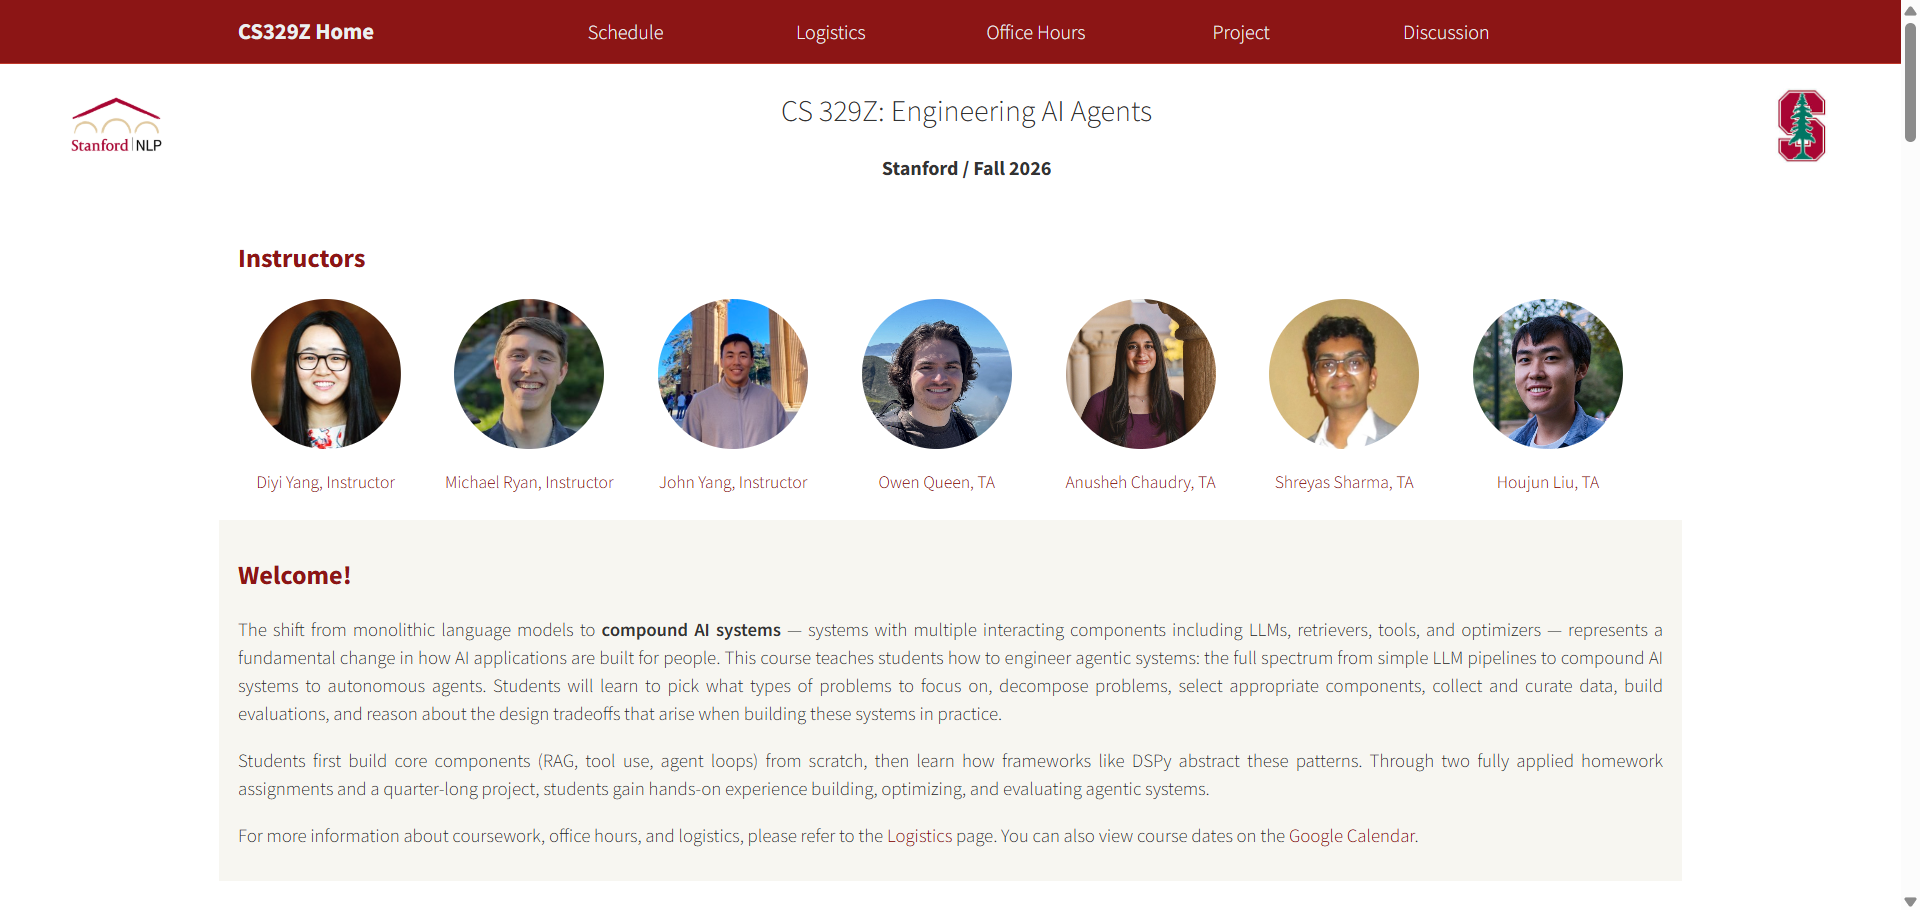 CS329Z Home Schedule Logistics Office Hours Project Discussion
Stanford | NLP
CS 329Z: Engineering AI Agents
Stanford / Fall 2026
Instructors
Diyi Yang, Instructor
Michael Ryan, Instructor
John Yang, Instructor
Owen Queen, TA
Anusheh Chaudry, TA
Shreyas Sharma, TA
Houjun Liu, TA
Welcome!
The shift from monolithic language models to compound AI systems — systems with multiple interacting components including LLMs, retrievers, tools, and optimizers — represents a
fundamental change in how AI applications are built for people. This course teaches students how to engineer agentic systems: the full spectrum from simple LLM pipelines to compound AI
systems to autonomous agents. Students will learn to pick what types of problems to focus on, decompose problems, select appropriate components, collect and curate data, build
evaluations, and reason about the design tradeoffs that arise when building these systems in practice.
Students first build core components (RAG, tool use, agent loops) from scratch, then learn how frameworks like DSPy abstract these patterns. Through two fully applied homework
assignments and a quarter-long project, students gain hands-on experience building, optimizing, and evaluating agentic systems.
For more information about coursework, office hours, and logistics, please refer to the Logistics page. You can also view course dates on the Google Calendar.